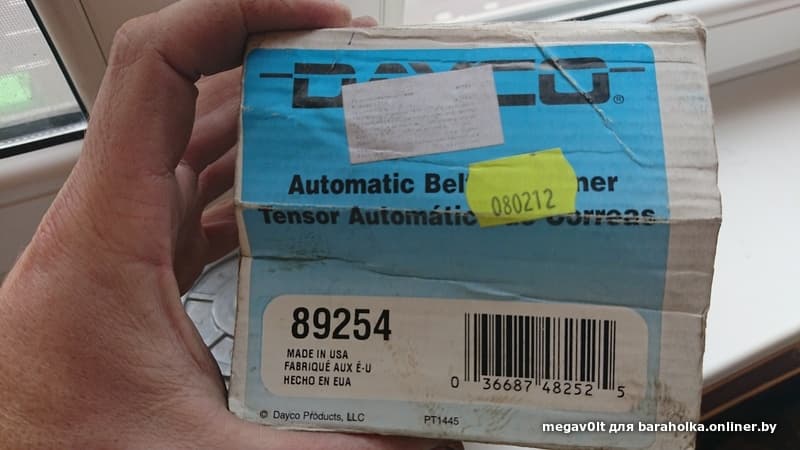 DAYCO®
Automatic Bel ner
080212
Tensor Automátic Correas
89254
MADE IN USA
FABRIQUÉ AUX É-U
HECHO EN EUA
0 36687 48252 5
© Dayco Products, LLC
PT1445
megav0lt для baraholka.onliner.by